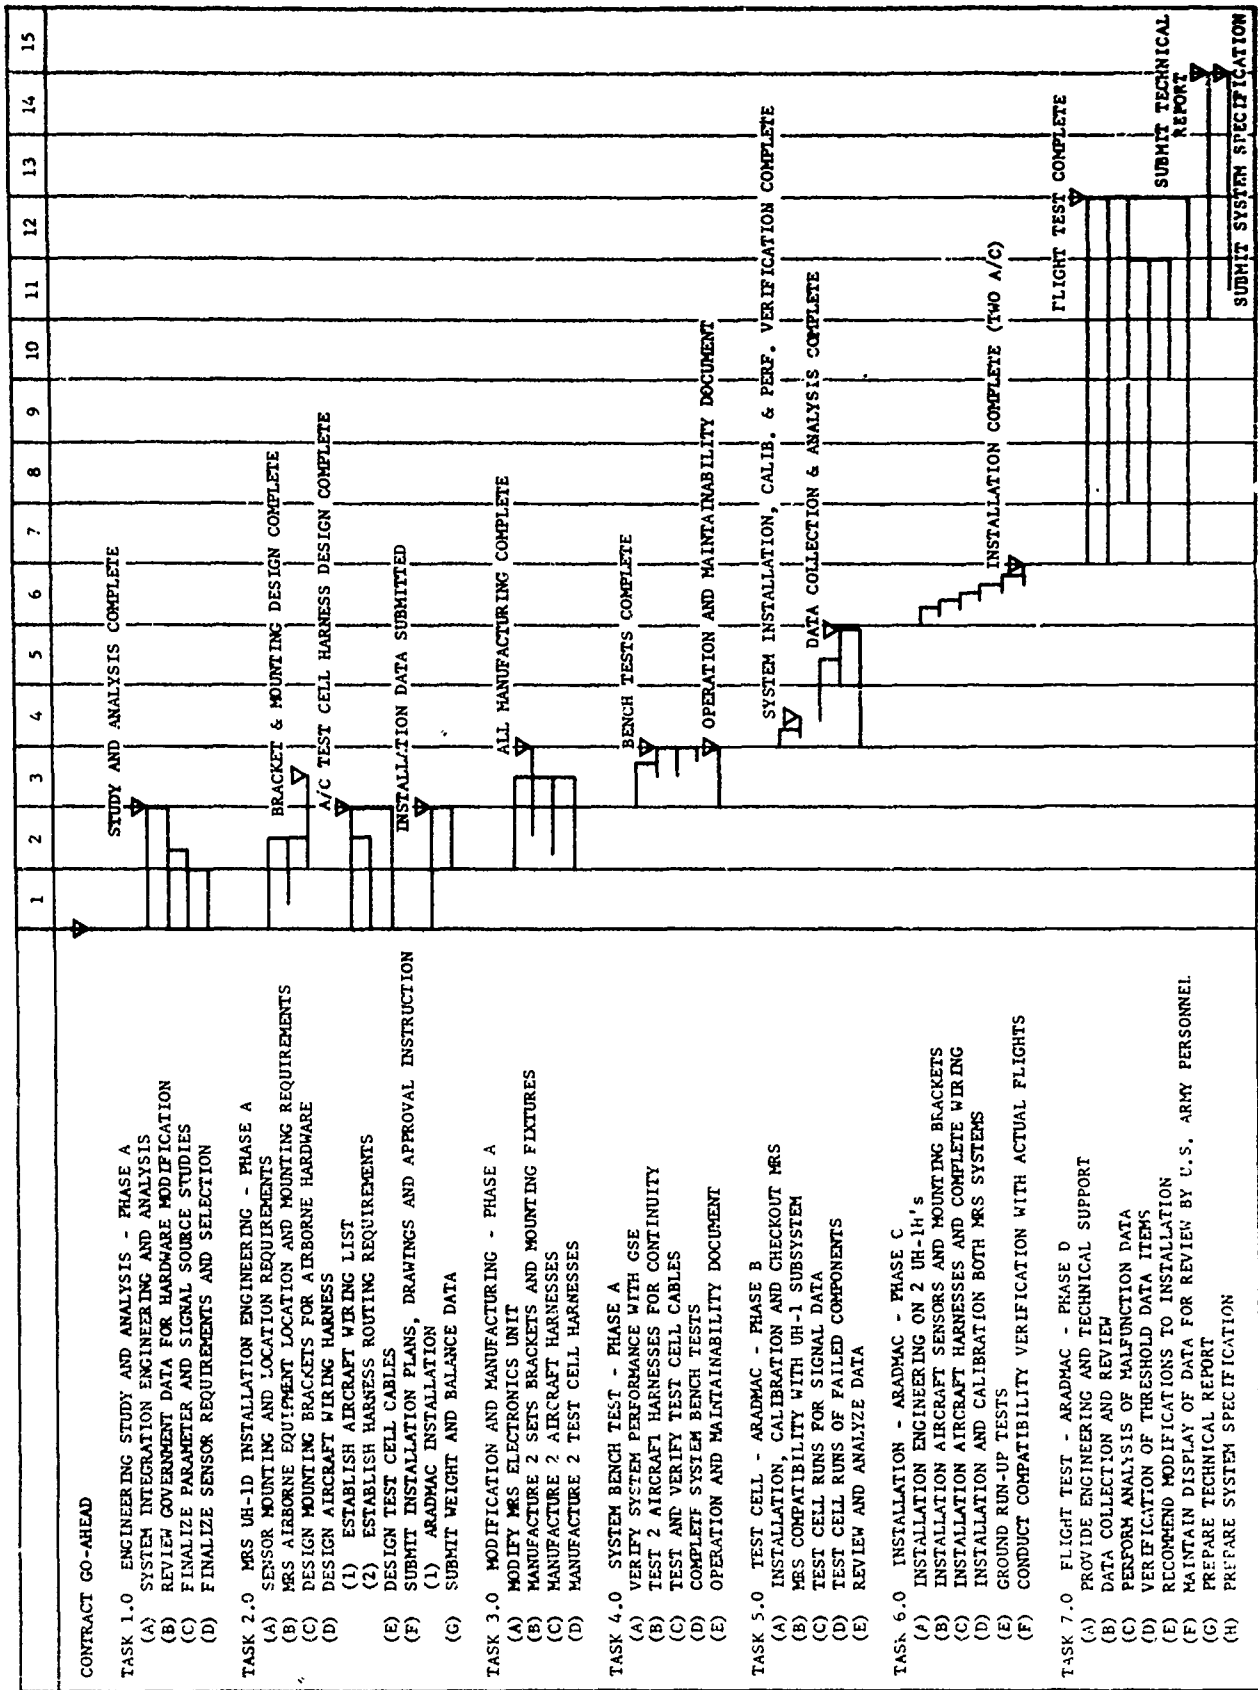 1 2 3 4 5 6 7 8 9 10 11 12 13 14 15
CONTRACT GO-AHEAD
TASK 1.0 ENGINEERING STUDY AND ANALYSIS - PHASE A
STUDY AND ANALYSIS COMPLETE
(A) SYSTEM INTEGRATION ENGINEERING AND ANALYSIS
(B) REVIEW GOVERNMENT DATA FOR HARDWARE MODIFICATION
(C) FINALIZE PARAMETER AND SIGNAL SOURCE STUDIES
(D) FINALIZE SENSOR REQUIREMENTS AND SELECTION
TASK 2.0 MRS UH-1D INSTALLATION ENGINEERING - PHASE A
(A) SENSOR MOUNTING AND LOCATION REQUIREMENTS
BRACKET & MOUNTING DESIGN COMPLETE
(B) MRS AIRBORNE EQUIPMENT LOCATION AND MOUNTING REQUIREMENTS
(C) DESIGN MOUNTING BRACKETS FOR AIRBORNE HARDWARE
(D) DESIGN AIRCRAFT WIRING HARNESS
A/C TEST CELL HARNESS DESIGN COMPLETE
(1) ESTABLISH AIRCRAFT WIRING LIST
(2) ESTABLISH HARNESS ROUTING REQUIREMENTS
(E) DESIGN TEST CELL CABLES
(F) SUBMIT INSTALLATION PLANS, DRAWINGS AND APPROVAL INSTRUCTION
INSTALLATION DATA SUBMITTED
(1) ARADMAC INSTALLATION
(G) SUBMIT WEIGHT AND BALANCE DATA
TASK 3.0 MODIFICATION AND MANUFACTURING - PHASE A
ALL MANUFACTURING COMPLETE
(A) MODIFY MRS ELECTRONICS UNIT
(B) MANUFACTURE 2 SETS BRACKETS AND MOUNTING FIXTURES
(C) MANUFACTURE 2 AIRCRAFT HARNESSES
(D) MANUFACTURE 2 TEST CELL HARNESSES
TASK 4.0 SYSTEM BENCH TEST - PHASE A
BENCH TESTS COMPLETE
(A) VERIFY SYSTEM PERFORMANCE WITH GSE
(B) TEST 2 AIRCRAFT HARNESSES FOR CONTINUITY
(C) TEST AND VERIFY TEST CELL CABLES
(D) COMPLETE SYSTEM BENCH TESTS
(E) OPERATION AND MAINTAINABILITY DOCUMENT
OPERATION AND MAINTAINABILITY DOCUMENT
TASK 5.0 TEST CELL - ARADMAC - PHASE B
SYSTEM INSTALLATION, CALIB. & PERF. VERIFICATION COMPLETE
(A) INSTALLATION, CALIBRATION AND CHECKOUT MRS
(B) MRS COMPATIBILITY WITH UH-1 SUBSYSTEM
DATA COLLECTION & ANALYSIS COMPLETE
(C) TEST CELL RUNS FOR SIGNAL DATA
(D) TEST CELL RUNS OF FAILED COMPONENTS
(E) REVIEW AND ANALYZE DATA
TASK 6.0 INSTALLATION - ARADMAC - PHASE C
(A) INSTALLATION ENGINEERING ON 2 UH-1h's
(B) INSTALLATION AIRCRAFT SENSORS AND MOUNTING BRACKETS
(C) INSTALLATION AIRCRAFT HARNESSES AND COMPLETE WIRING
(D) INSTALLATION AND CALIBRATION BOTH MRS SYSTEMS
INSTALLATION COMPLETE (TWO A/C)
(E) GROUND RUN-UP TESTS
(F) CONDUCT COMPATIBILITY VERIFICATION WITH ACTUAL FLIGHTS
TASK 7.0 FLIGHT TEST - ARADMAC - PHASE D
FLIGHT TEST COMPLETE
(A) PROVIDE ENGINEERING AND TECHNICAL SUPPORT
(B) DATA COLLECTION AND REVIEW
(C) PERFORM ANALYSIS OF MALFUNCTION DATA
(D) VERIFICATION OF THRESHOLD DATA ITEMS
(E) RECOMMEND MODIFICATIONS TO INSTALLATION
(F) MAINTAIN DISPLAY OF DATA FOR REVIEW BY U.S. ARMY PERSONNEL
SUBMIT TECHNICAL
REPORT
(G) PREPARE TECHNICAL REPORT
(H) PREPARE SYSTEM SPECIFICATION
SUBMIT SYSTEM SPECIFICATION